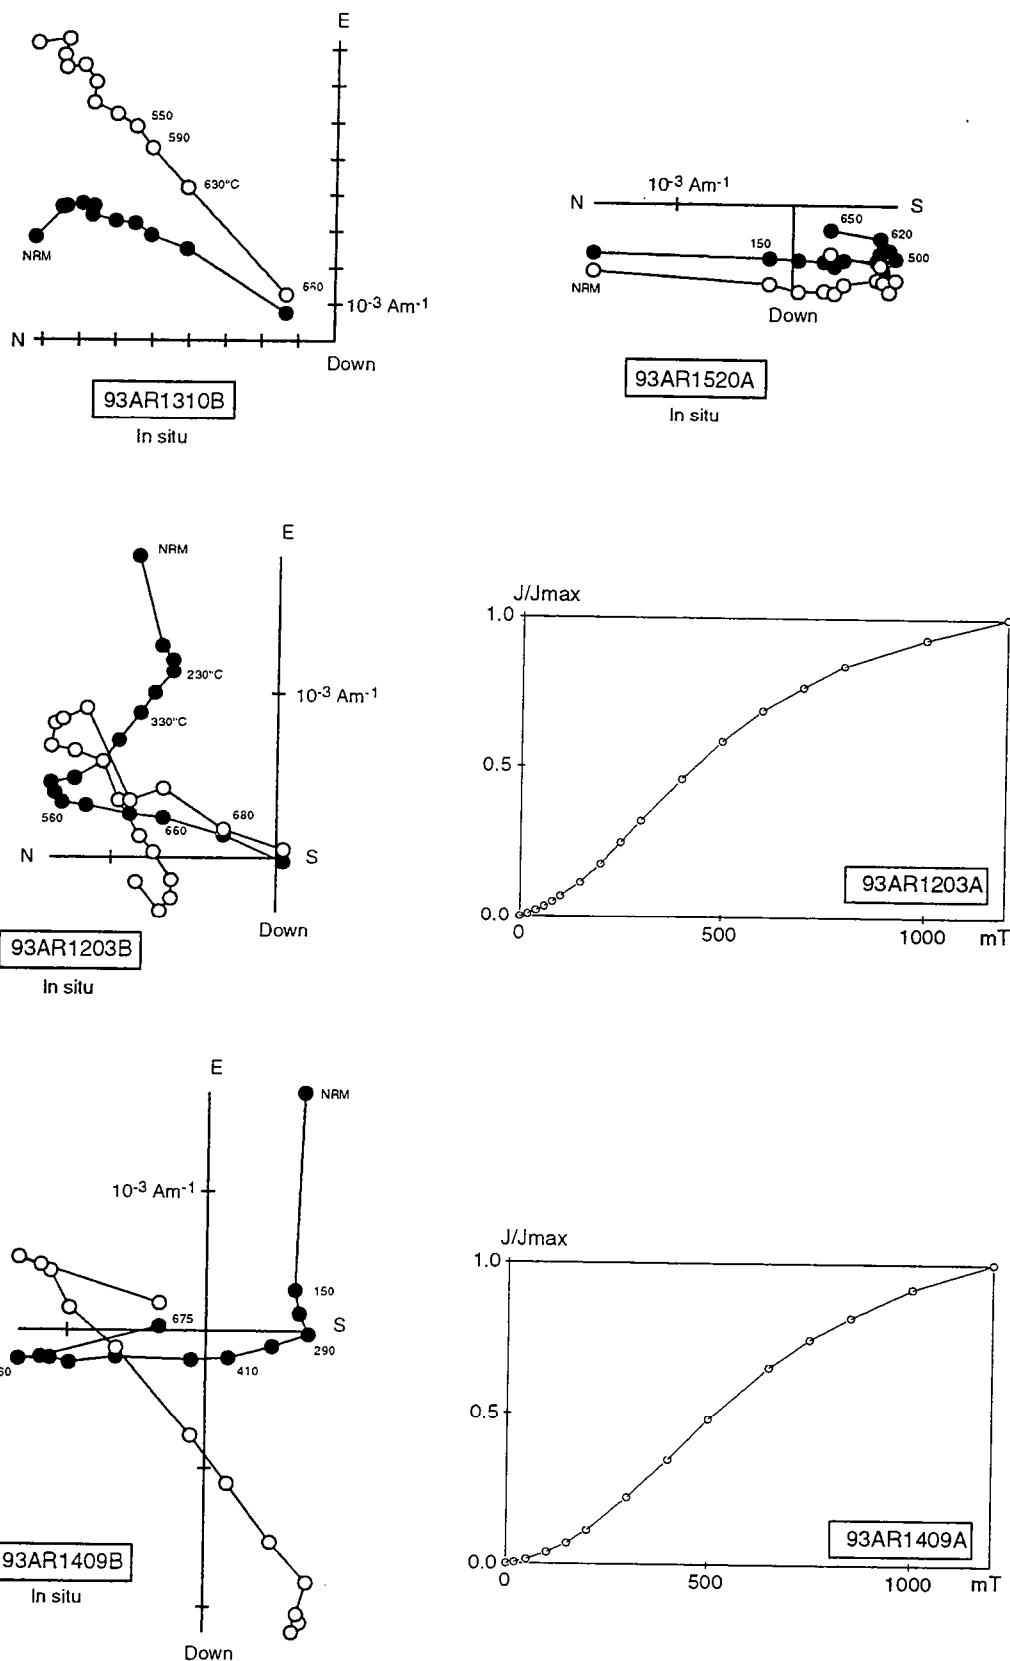 E
550
590
630°C
NRM
660
10-3 Am-1
N
Down
93AR1310B
In situ
10-3 Am-1
N
S
650
620
150
500
NRM
Down
93AR1520A
In situ
E
NRM
230°C
10-3 Am-1
330°C
560
660
680
N
S
Down
93AR1203B
In situ
J/Jmax
1.0
0.5
0.0
0
500
1000
mT
93AR1203A
E
NRM
10-3 Am-1
150
675
S
290
60
410
93AR1409B
In situ
Down
J/Jmax
1.0
0.5
0.0
0
500
1000
mT
93AR1409A